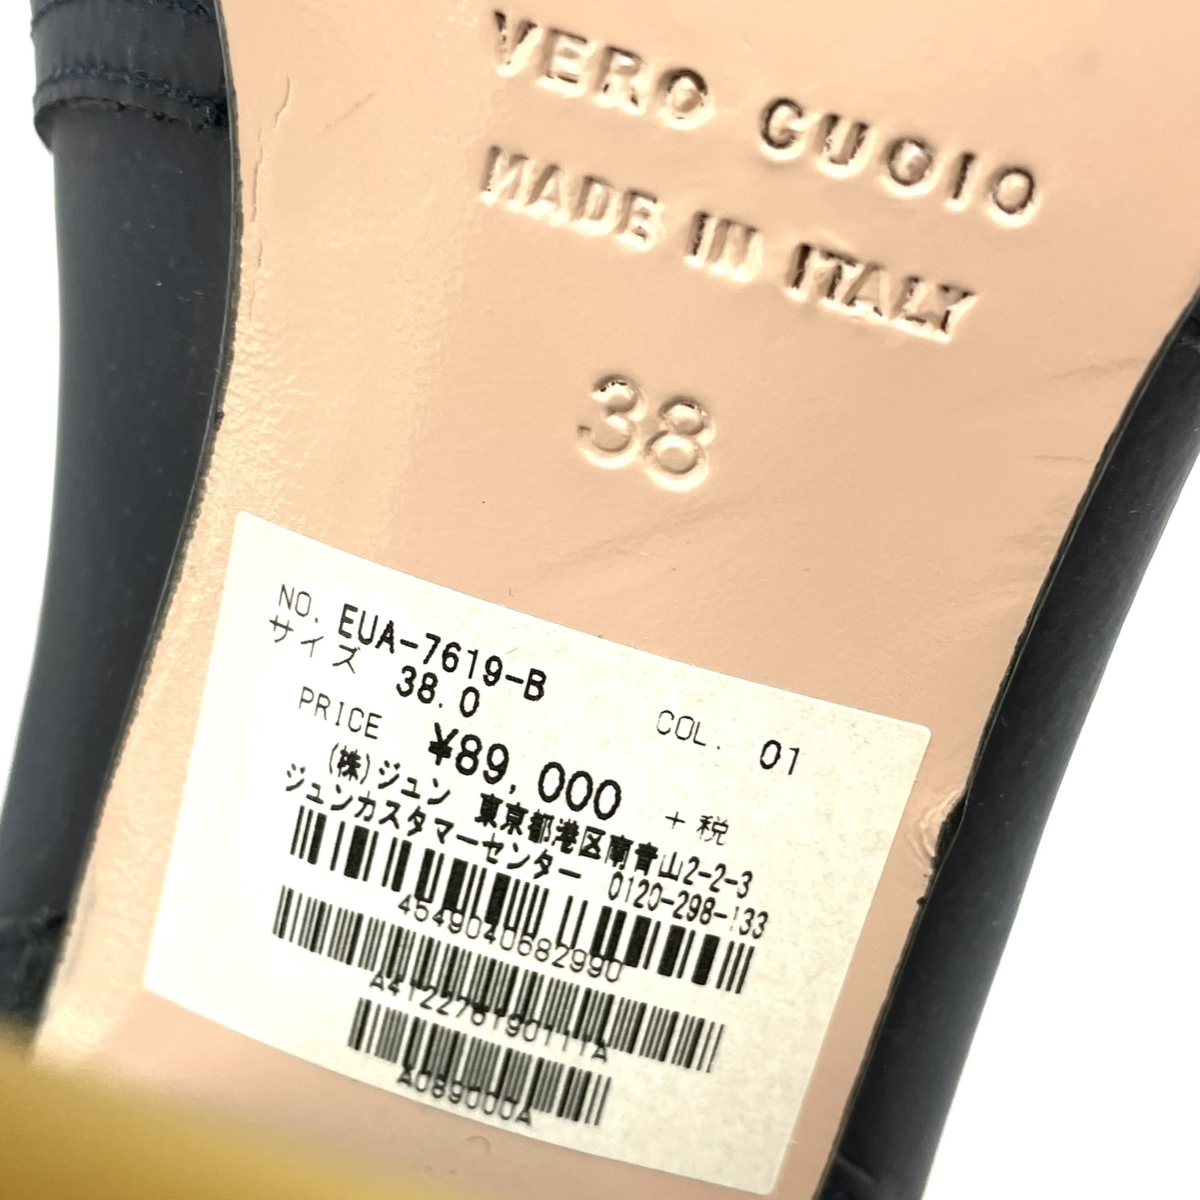 VERO CUOIO
MADE IN ITALY
38
NO. EUA-7619-B
サイズ 38.0 COL. 01
PRICE ¥89,000 +税
(株)ジュン 東京都港区南青山2-2-3
ジュンカスタマーセンター 0120-298-133
4549040682990
A089000A